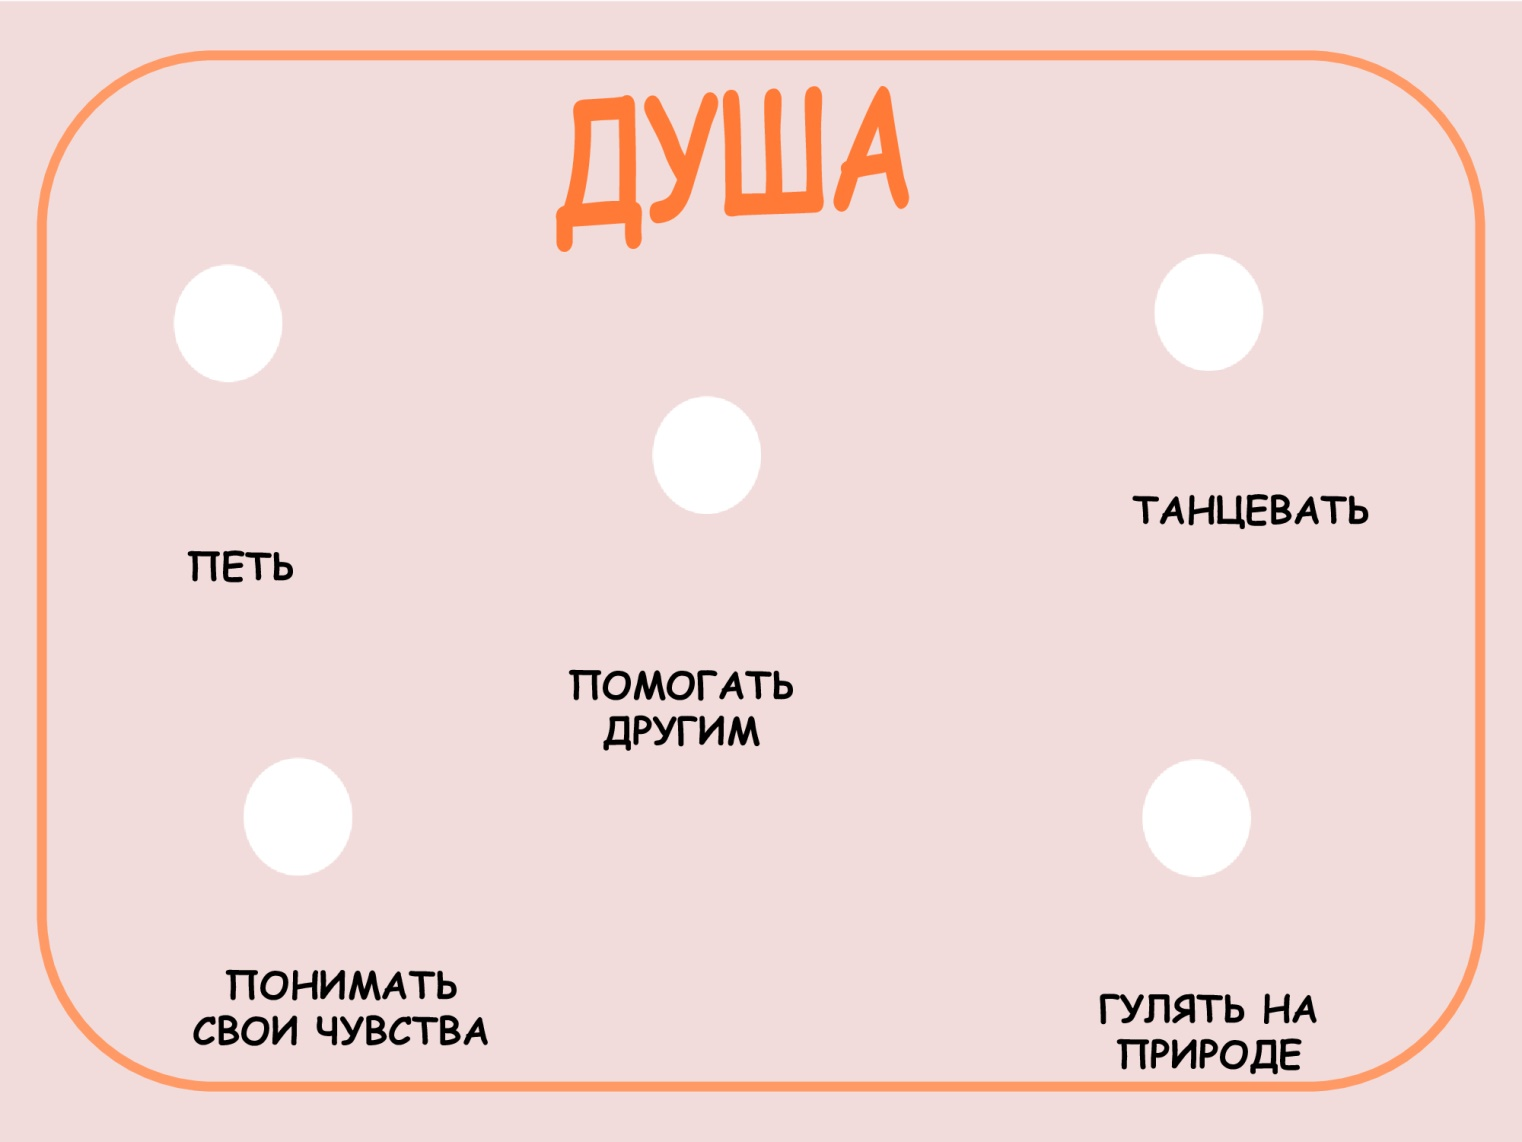 ДУША
ТАНЦЕВАТЬ
ПЕТЬ
ПОМОГАТЬ
ДРУГИМ
ПОНИМАТЬ
СВОИ ЧУВСТВА
ГУЛЯТЬ НА
ПРИРОДЕ